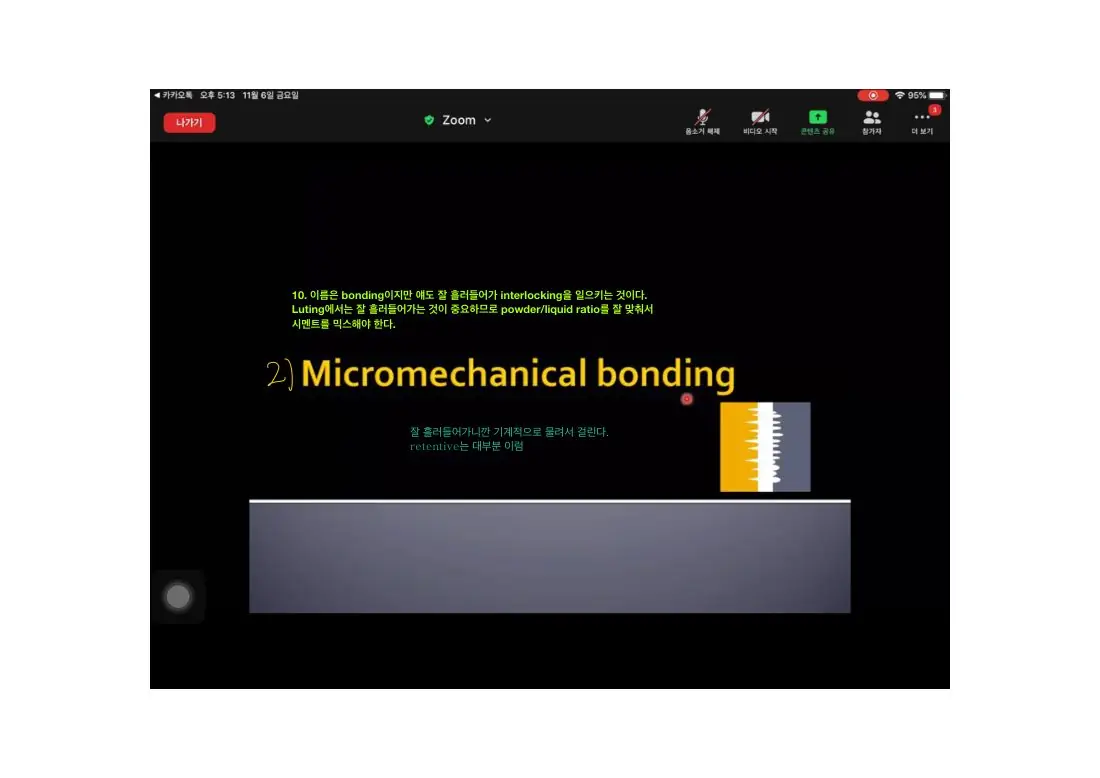 ◀ 카카오톡 오후 5:13 11월 6일 금요일
95%
나가기
Zoom
음소거 해제
비디오 시작
콘텐츠 공유
참가자
3
더 보기
10. 이름은 bonding이지만 얘도 잘 흘러들어가 interlocking을 일으키는 것이다.
Luting에서는 잘 흘러들어가는 것이 중요하므로 powder/liquid ratio를 잘 맞춰서
시멘트를 믹스해야 한다.
2) Micromechanical bonding
잘 흘러들어가니깐 기계적으로 물려서 걸린다.
retentive는 대부분 이럼